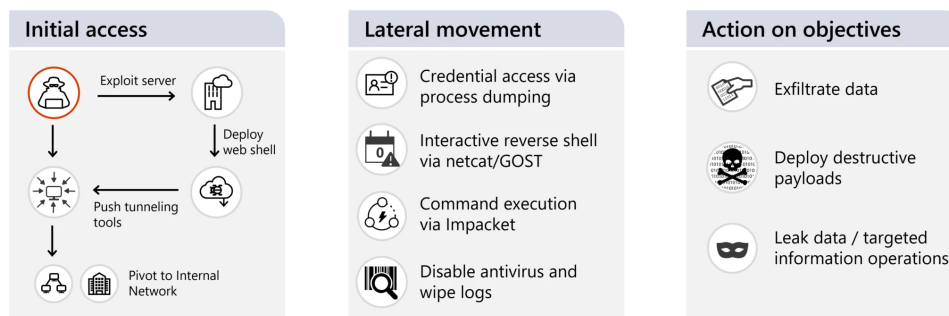 Initial access
Exploit server
Deploy
web shell
Push tunneling
tools
Pivot to Internal
Network
Lateral movement
Credential access via
process dumping
0
Interactive reverse shell
via netcat/GOST
Command execution
via Impacket
Disable antivirus and
wipe logs
Action on objectives
Exfiltrate data
Deploy destructive
payloads
Leak data / targeted
information operations